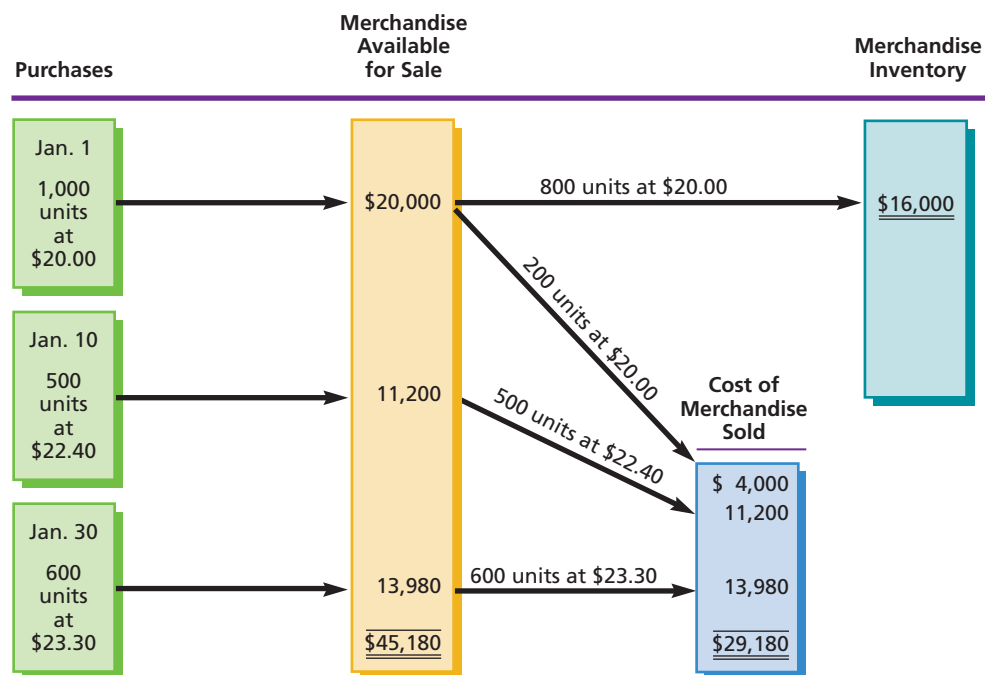 Merchandise
Available
for Sale
Merchandise
Inventory
Purchases
Jan. 1
1,000
units
at
$20.00
$20,000
800 units at $20.00
$16,000
200 units at $20.00
Jan. 10
500
units
at
$22.40
11,200
500 units at $22.40
Cost of
Merchandise
Sold
$ 4,000
11,200
Jan. 30
600
units
at
$23.30
13,980
600 units at $23.30
13,980
$45,180
$29,180